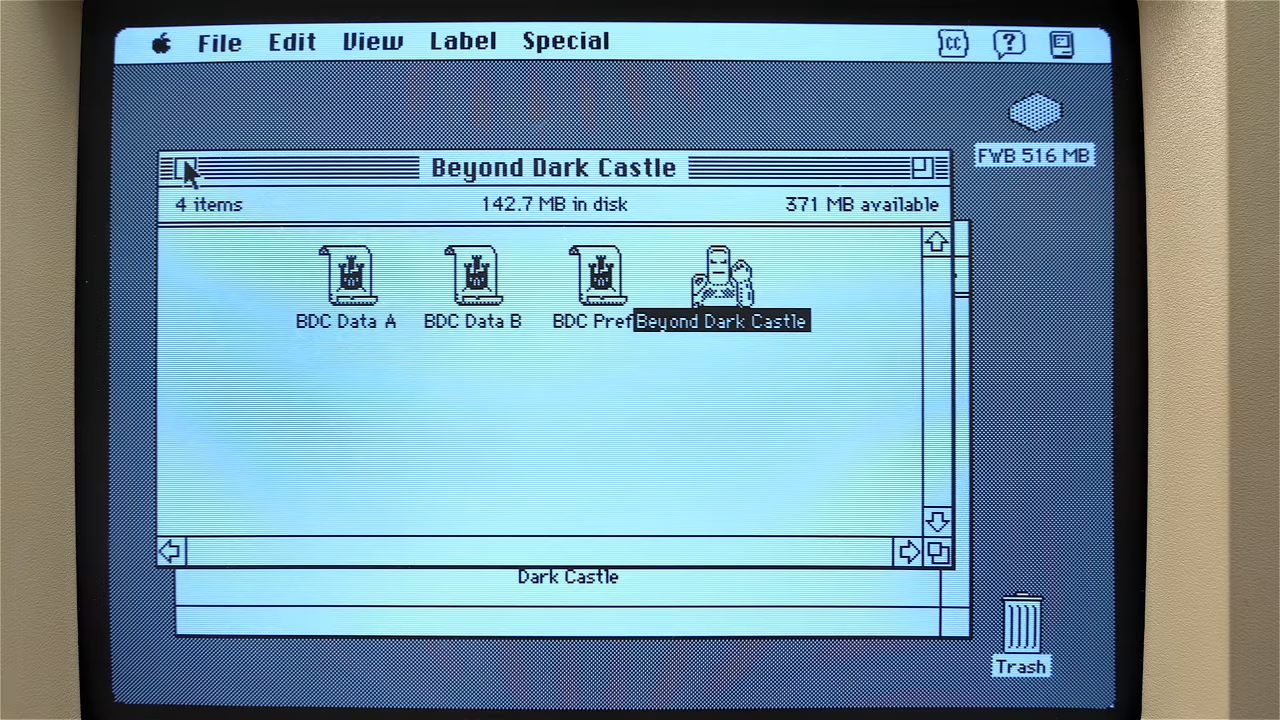 File Edit View Label Special
CC ?
FWB 516 MB
Beyond Dark Castle
4 items 142.7 MB in disk 371 MB available
BDC Data A BDC Data B BDC Pref Beyond Dark Castle
Dark Castle
Trash